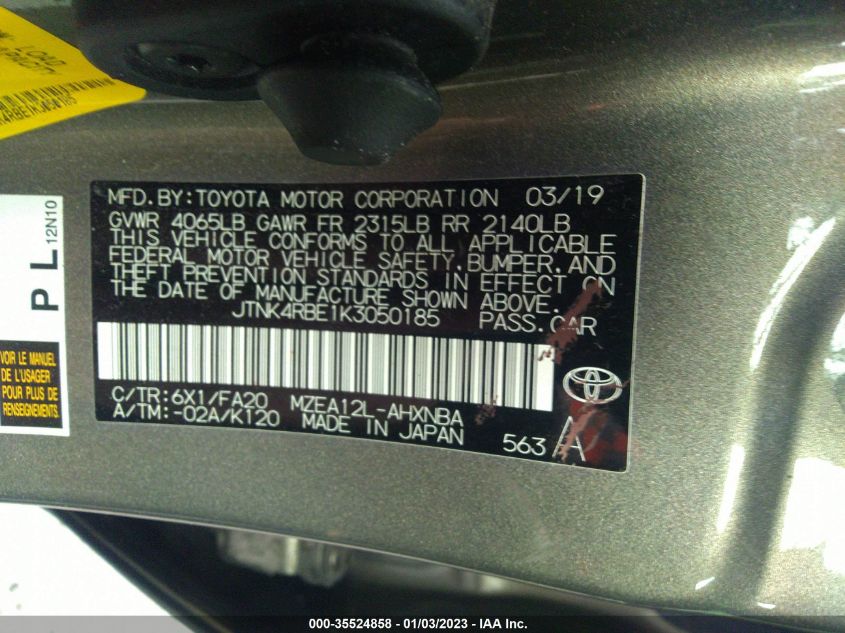 LOAD
4RBE1K3050185
P L 12N10
VOIR LE MANUEL
DE L'USAGER
POUR PLUS DE
RENSEIGNEMENTS
MFD.BY:TOYOTA MOTOR CORPORATION 03/19
GVWR 4065LB GAWR FR 2315LB RR 2140LB
THIS VEHICLE CONFORMS TO ALL APPLICABLE
FEDERAL MOTOR VEHICLE SAFETY,BUMPER,AND
THEFT PREVENTION STANDARDS IN EFFECT ON
THE DATE OF MANUFACTURE SHOWN ABOVE.
JTNK4RBE1K3050185 PASS.CAR
C/TR:6X1/FA20 MZEA12L-AHXNBA
A/TM:-02A/K120 MADE IN JAPAN
563 A
000-35524858 - 01/03/2023 - IAA Inc.